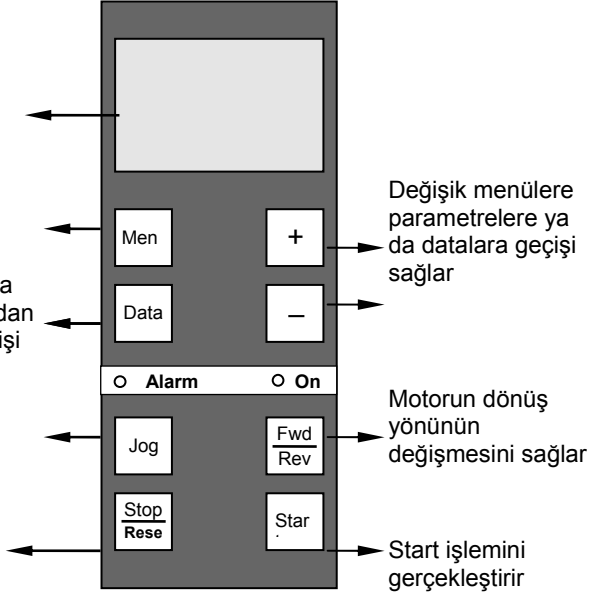 Değişik menülere
parametrelere ya
da datalara geçişi
sağlar
Men
+
Data
–
a
dan
işi
Alarm
On
Jog
Fwd
Rev
Motorun dönüş
yönünün
değişmesini sağlar
Stop
Rese
Star
Start işlemini
gerçekleştirir